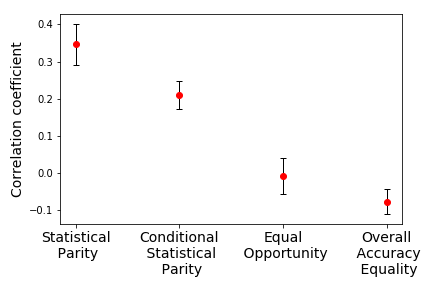 0.4
0.3
0.2
0.1
0.0
−0.1
Correlation coefficient
Statistical
Parity
Conditional
Statistical
Parity
Equal
Opportunity
Overall
Accuracy
Equality